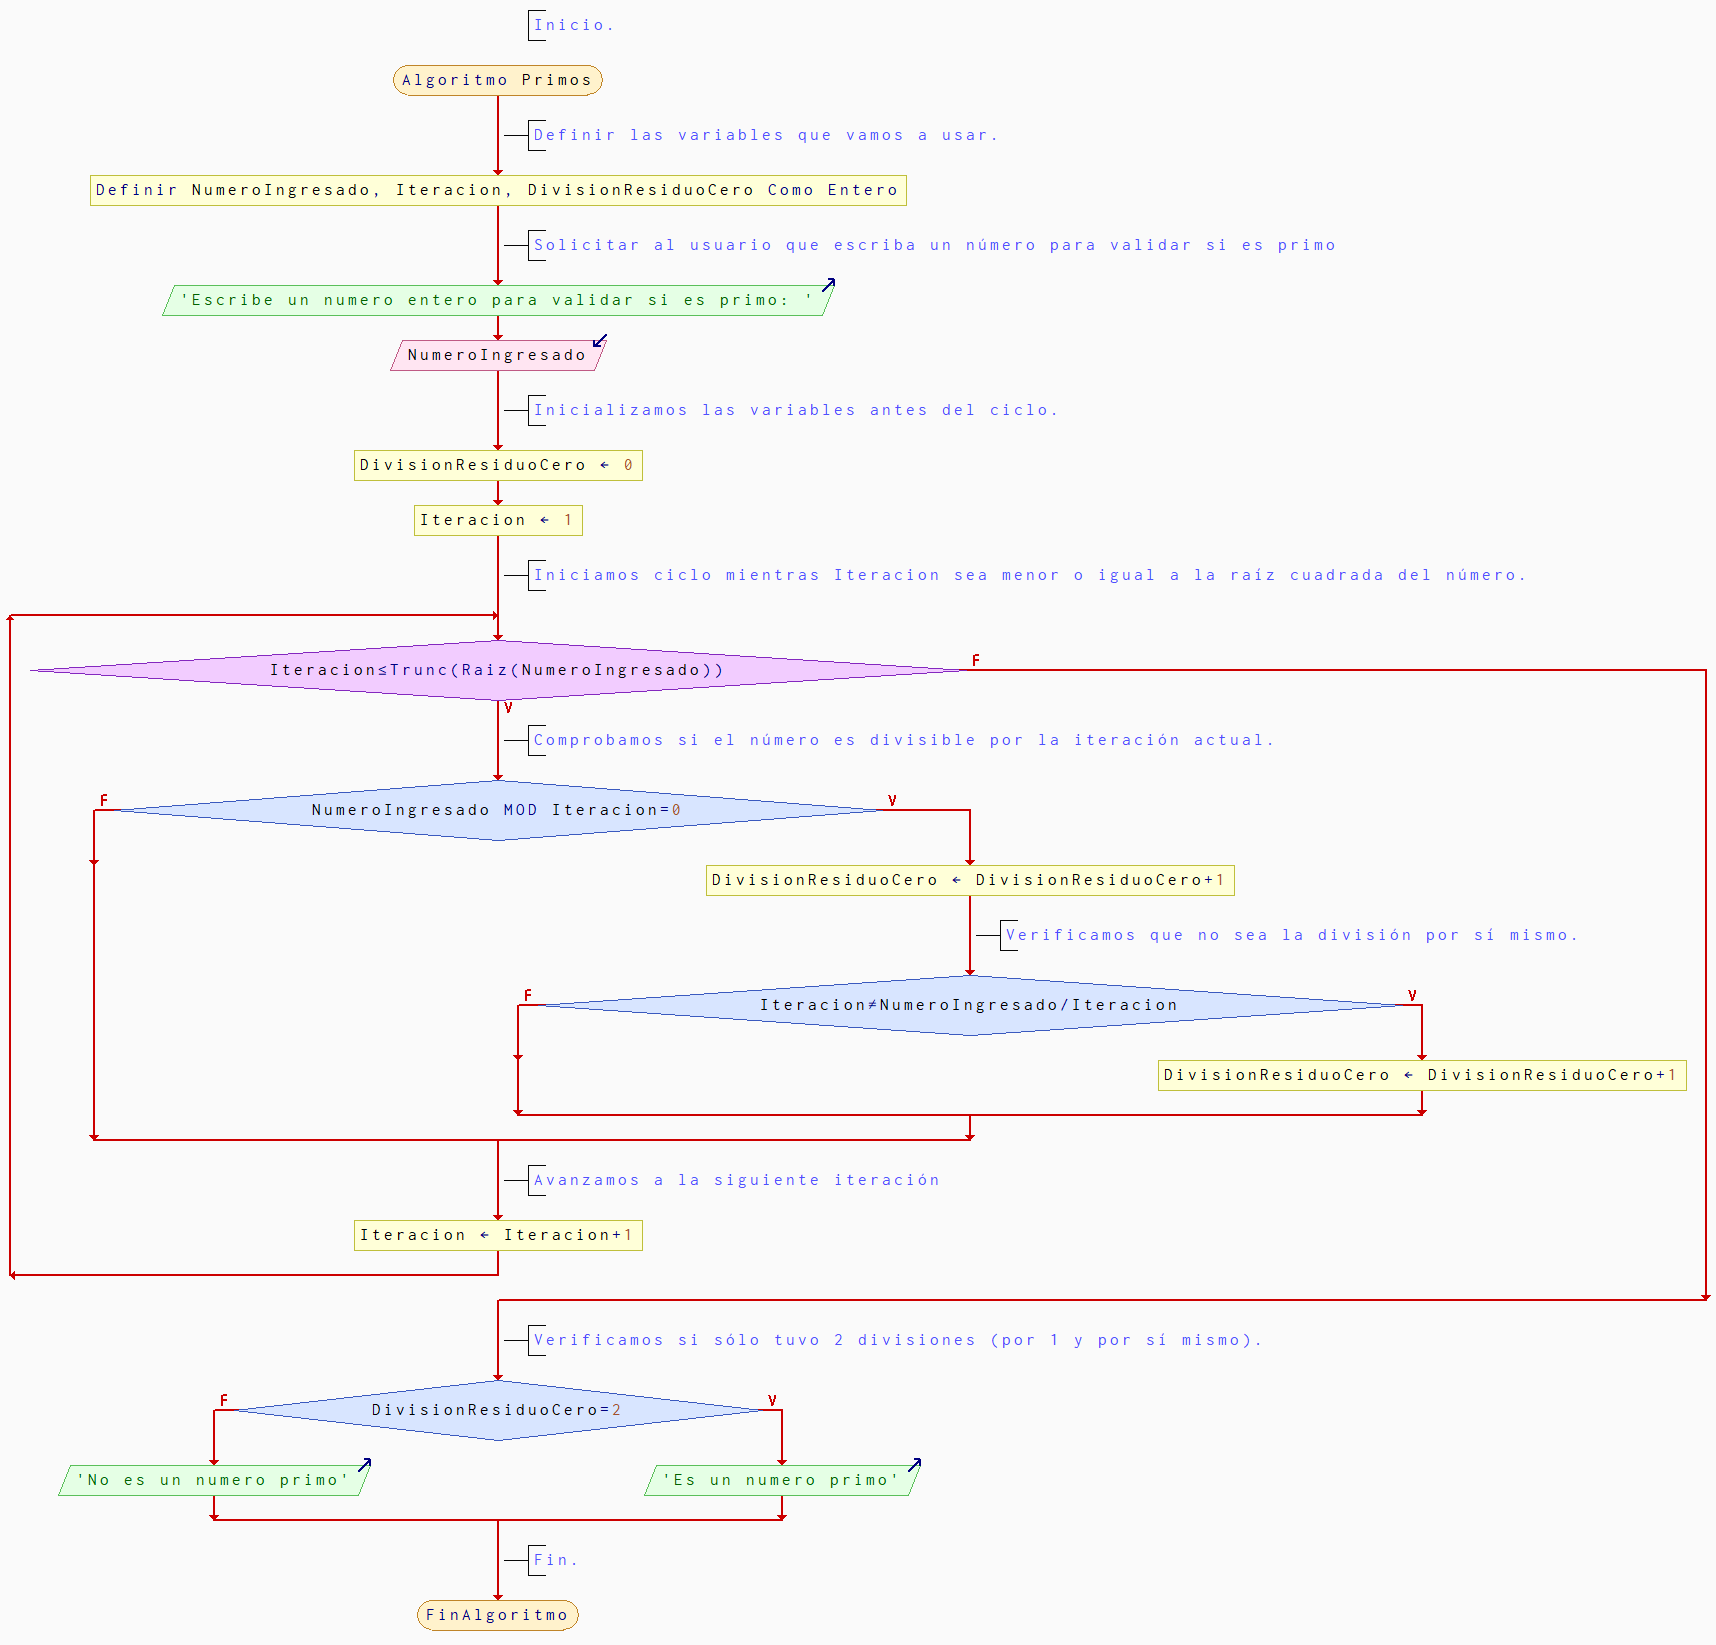 Inicio.
Algoritmo Primos
Definir las variables que vamos a usar.
Definir NumeroIngresado, Iteracion, DivisionResiduoCero Como Entero
Solicitar al usuario que escriba un número para validar si es primo
'Escribe un numero entero para validar si es primo: '
NumeroIngresado
Inicializamos las variables antes del ciclo.
DivisionResiduoCero ← 0
Iteracion ← 1
Iniciamos ciclo mientras Iteracion sea menor o igual a la raíz cuadrada del número.
F
Iteracion≤Trunc(Raiz(NumeroIngresado))
V
Comprobamos si el número es divisible por la iteración actual.
F
V
NumeroIngresado MOD Iteracion=0
DivisionResiduoCero ← DivisionResiduoCero+1
Verificamos que no sea la división por sí mismo.
F
V
Iteracion≠NumeroIngresado/Iteracion
DivisionResiduoCero ← DivisionResiduoCero+1
Avanzamos a la siguiente iteración
Iteracion ← Iteracion+1
Verificamos si sólo tuvo 2 divisiones (por 1 y por sí mismo).
F
V
DivisionResiduoCero=2
'No es un numero primo'
'Es un numero primo'
Fin.
FinAlgoritmo